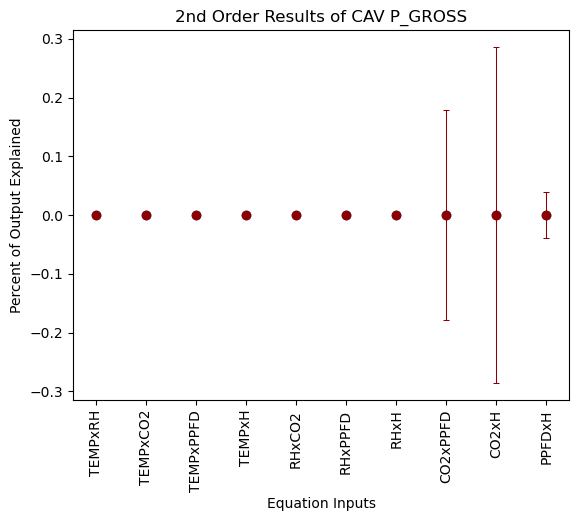 2nd Order Results of CAV P_GROSS
Percent of Output Explained
0.3
0.2
0.1
0.0
−0.1
−0.2
−0.3
TEMPxRH
TEMPxCO2
TEMPxPPFD
TEMPxH
RHxCO2
RHxPPFD
RHxH
CO2xPPFD
CO2xH
PPFDxH
Equation Inputs